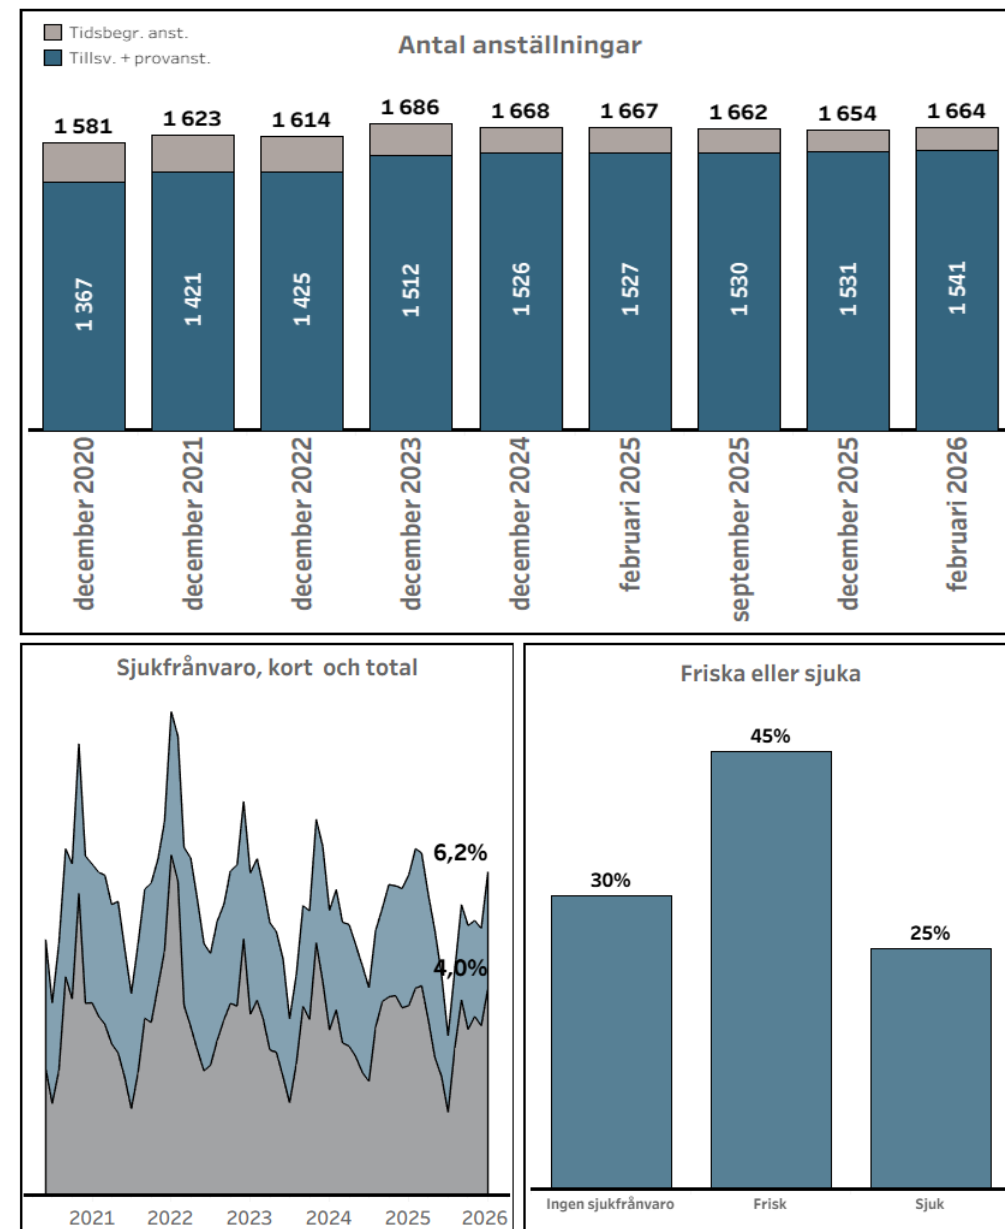 Tidsbegr. anst.
Tillsv. + provanst.
Antal anställningar
1 581
1 623
1 614
1 686
1 668
1 667
1 662
1 654
1 664
1 367
1 421
1 425
1 512
1 526
1 527
1 530
1 531
1 541
december 2020
december 2021
december 2022
december 2023
december 2024
februari 2025
september 2025
december 2025
februari 2026
Sjukfrånvaro, kort och total
6,2%
4,0%
2021 2022 2023 2024 2025 2026
Friska eller sjuka
30%
45%
25%
Ingen sjukfrånvaro
Frisk
Sjuk